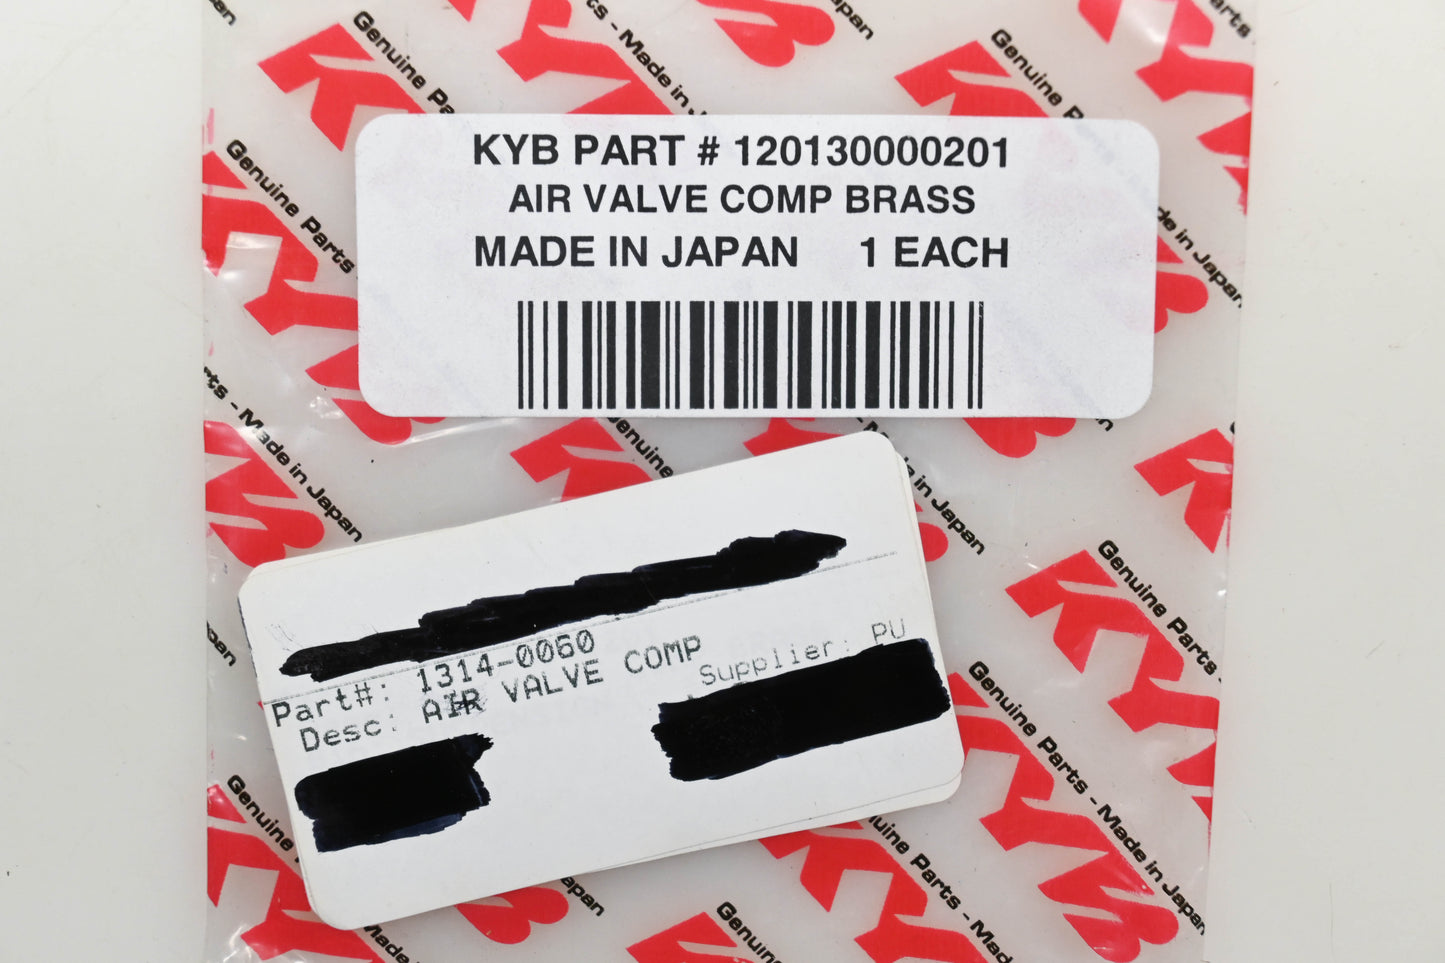 KYB PART # 120130000201
AIR VALVE COMP BRASS
MADE IN JAPAN 1 EACH
Part#: 1314-0060
Desc: AIR VALVE COMP
Supplier: PU
KYB
Genuine Parts - Made in Japan